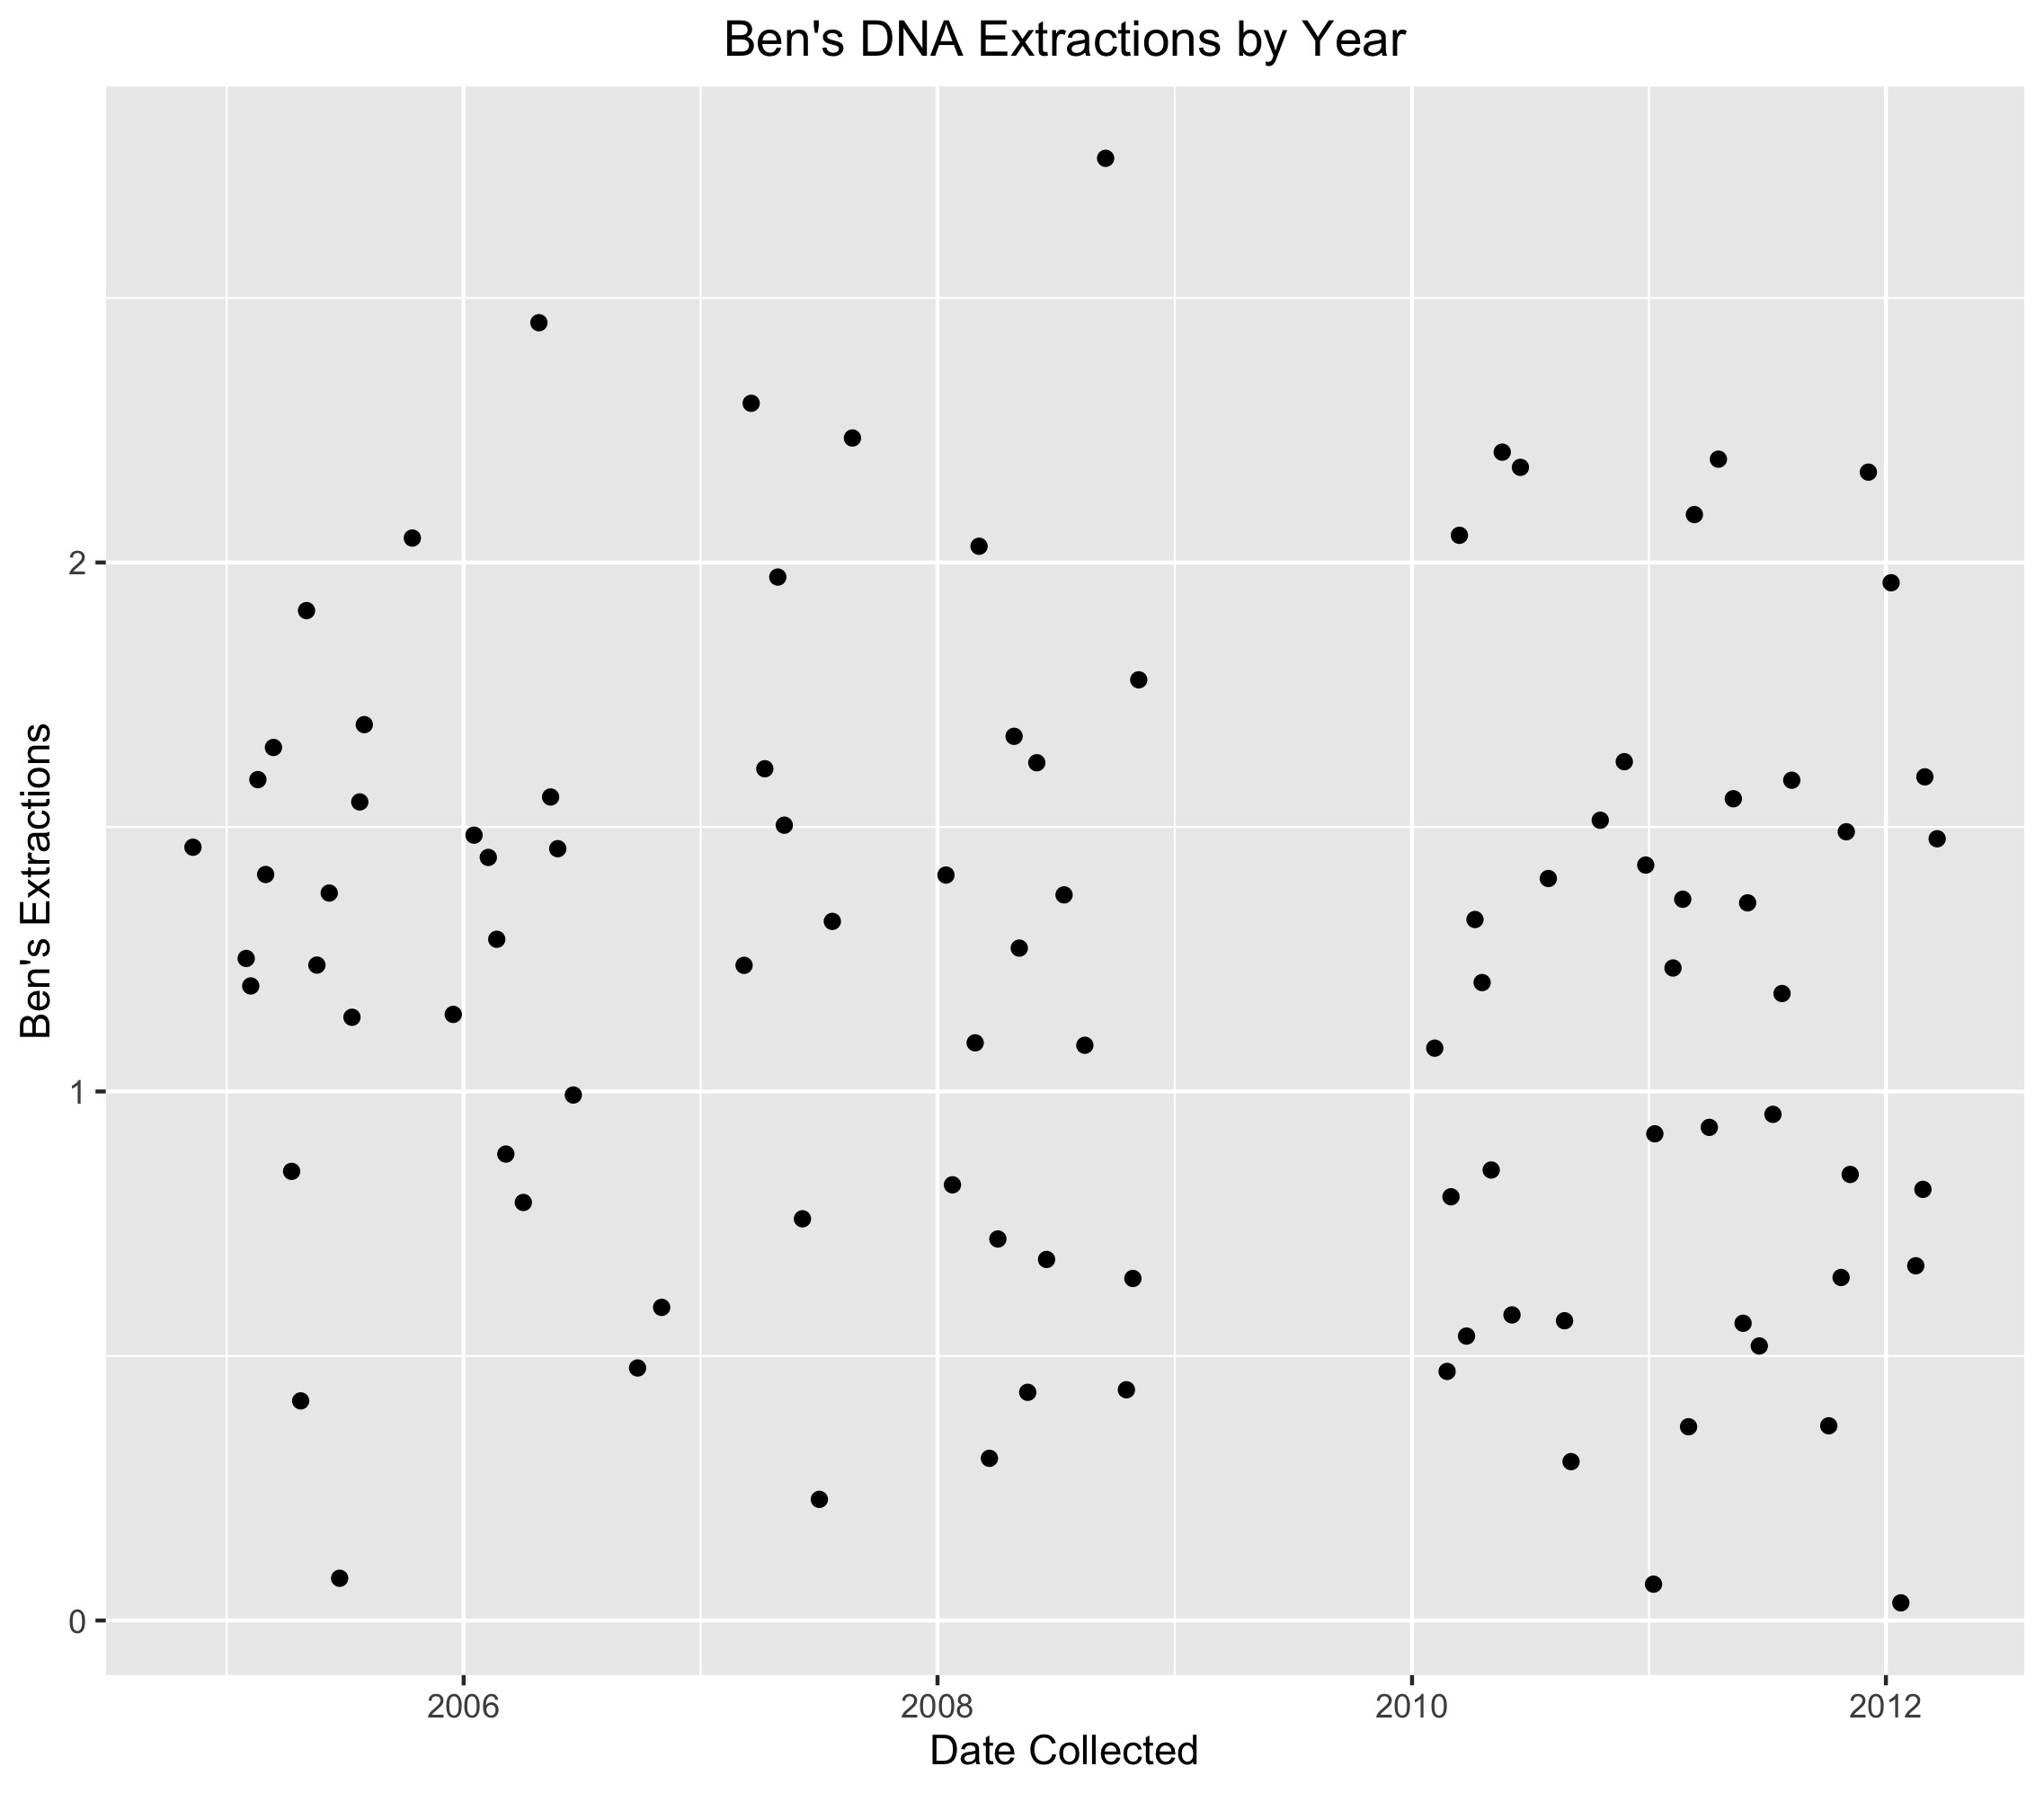 Ben's DNA Extractions by Year
Ben's Extractions
2
1
0
2006 2008 2010 2012
Date Collected